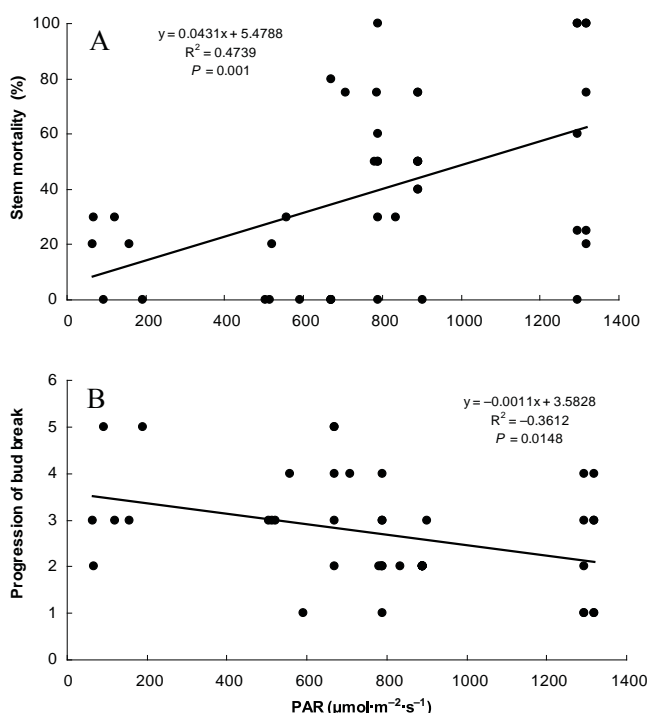 A
y = 0.0431x + 5.4788
R² = 0.4739
P = 0.001
Stem mortality (%)
100
80
60
40
20
0
0 200 400 600 800 1000 1200 1400
B
y = –0.0011x + 3.5828
R² = –0.3612
P = 0.0148
Progression of bud break
6
5
4
3
2
1
0
0 200 400 600 800 1000 1200 1400
PAR (µmol·m⁻²·s⁻¹)